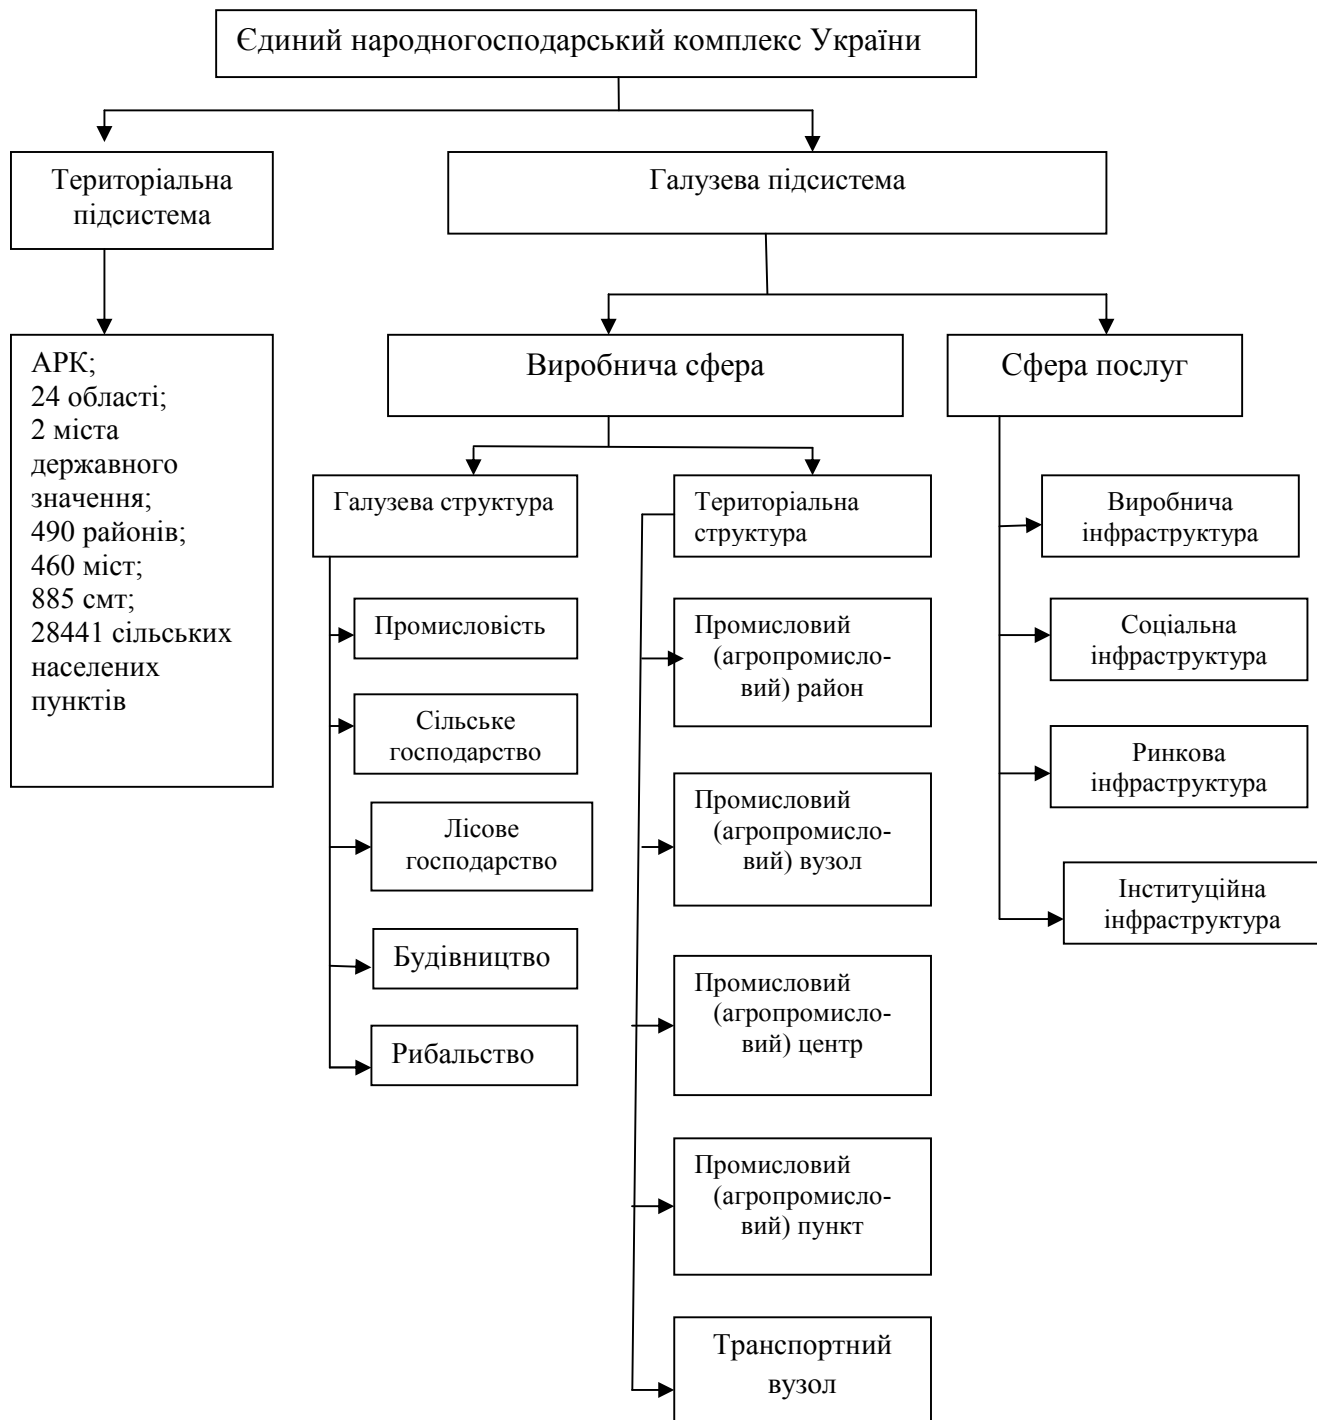 Єдиний народногосподарський комплекс України
Територіальна
підсистема
Галузева підсистема
АРК;
24 області;
2 міста
державного
значення;
490 районів;
460 міст;
885 смт;
28441 сільських
населених
пунктів
Виробнича сфера
Сфера послуг
Галузева структура
Промисловість
Сільське
господарство
Лісове
господарство
Будівництво
Рибальство
Територіальна
структура
Промисловий
(агропромисло-
вий) район
Промисловий
(агропромисло-
вий) вузол
Промисловий
(агропромисло-
вий) центр
Промисловий
(агропромисло-
вий) пункт
Транспортний
вузол
Виробнича
інфраструктура
Соціальна
інфраструктура
Ринкова
інфраструктура
Інституційна
інфраструктура